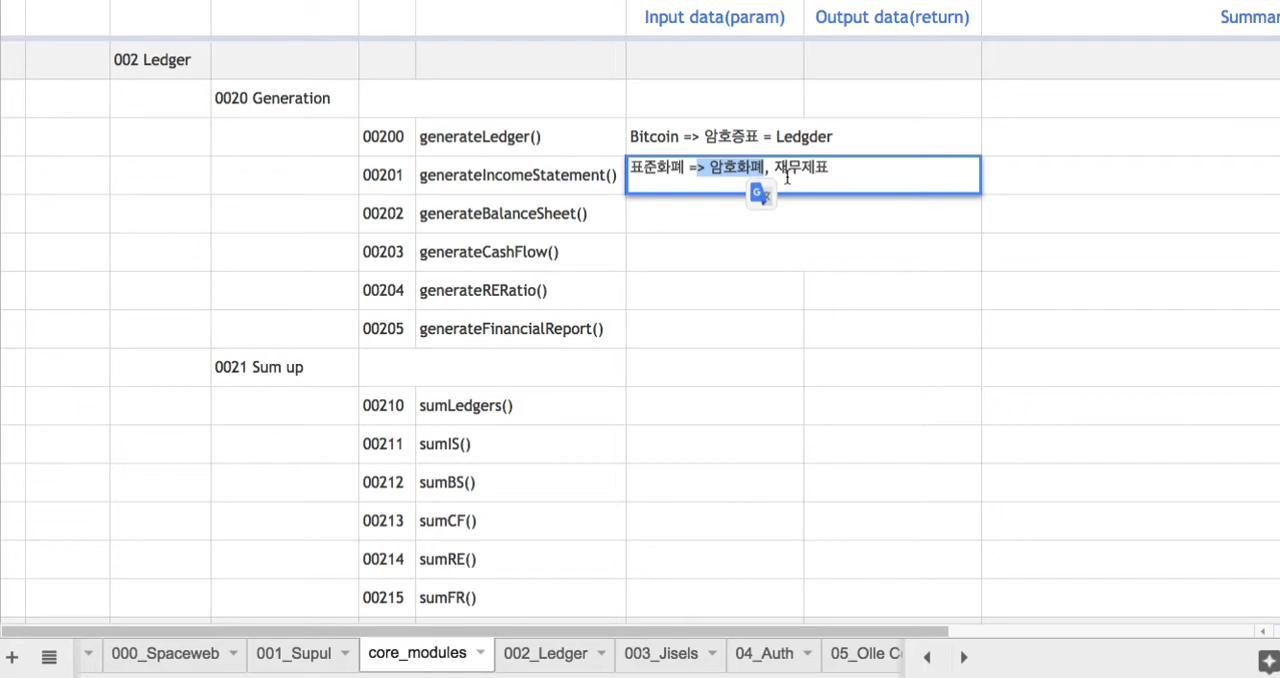 Input data(param) Output data(return) Summar
002 Ledger
0020 Generation
00200 generateLedger() Bitcoin => 암호증표 = Ledgder
00201 generateIncomeStatement() 표준화폐 => 암호화폐, 재무제표
00202 generateBalanceSheet()
00203 generateCashFlow()
00204 generateRERatio()
00205 generateFinancialReport()
0021 Sum up
00210 sumLedgers()
00211 sumIS()
00212 sumBS()
00213 sumCF()
00214 sumRE()
00215 sumFR()
000_Spaceweb 001_Supul core_modules 002_Ledger 003_Jisels 04_Auth 05_Olle C